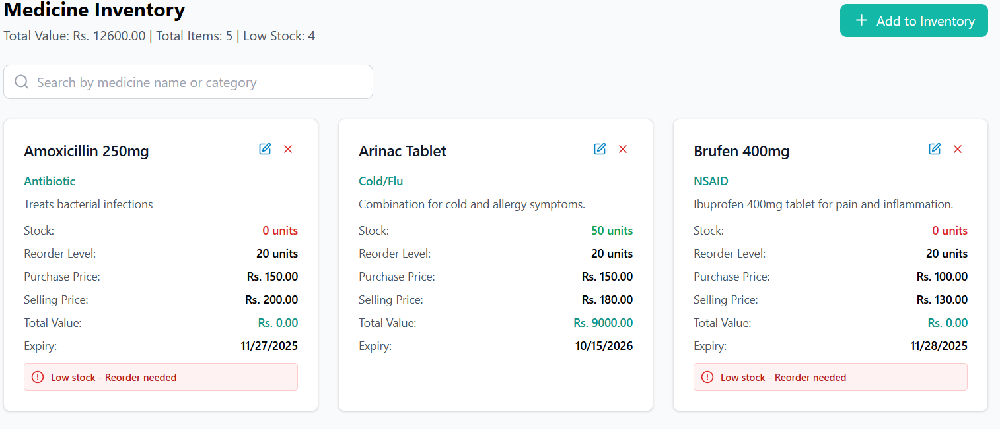 Medicine Inventory
Total Value: Rs. 12600.00 | Total Items: 5 | Low Stock: 4
Add to Inventory
Search by medicine name or category
Amoxicillin 250mg
Antibiotic
Treats bacterial infections
Stock: 0 units
Reorder Level: 20 units
Purchase Price: Rs. 150.00
Selling Price: Rs. 200.00
Total Value: Rs. 0.00
Expiry: 11/27/2025
Low stock - Reorder needed
Arinac Tablet
Cold/Flu
Combination for cold and allergy symptoms.
Stock: 50 units
Reorder Level: 20 units
Purchase Price: Rs. 150.00
Selling Price: Rs. 180.00
Total Value: Rs. 9000.00
Expiry: 10/15/2026
Brufen 400mg
NSAID
Ibuprofen 400mg tablet for pain and inflammation.
Stock: 0 units
Reorder Level: 20 units
Purchase Price: Rs. 100.00
Selling Price: Rs. 130.00
Total Value: Rs. 0.00
Expiry: 11/28/2025
Low stock - Reorder needed